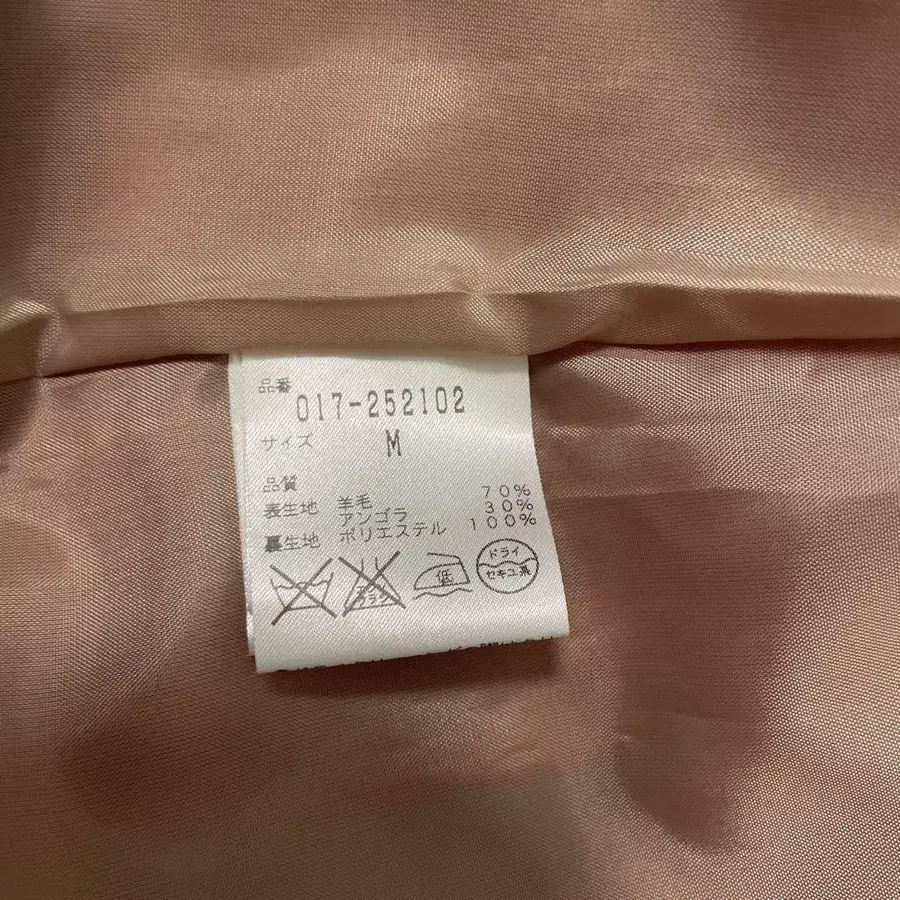 品番
017-252102
サイズ M
品質
表生地 羊毛 70%
アンゴラ 30%
裏生地 ポリエステル 100%
低
ドライ
セキユ系